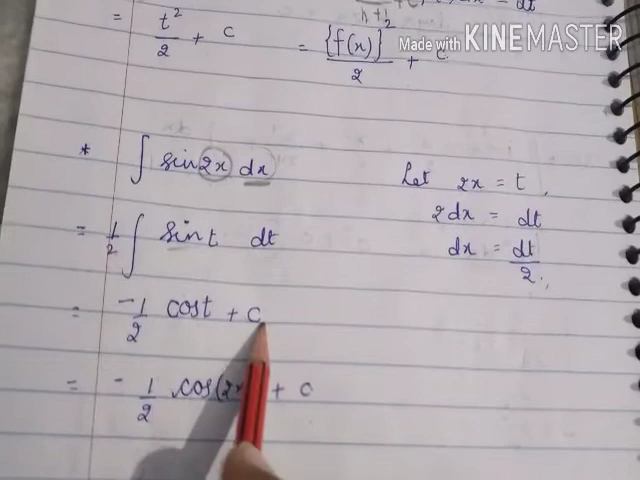 = t²/2 + c = {f(x)}²/2 + c
Made with KINEMASTER
* ∫ sin 2x dx Let 2x = t,
2dx = dt
= 1/2 ∫ sin t dt dx = dt/2
= -1/2 cos t + c
= -1/2 cos(2x + c